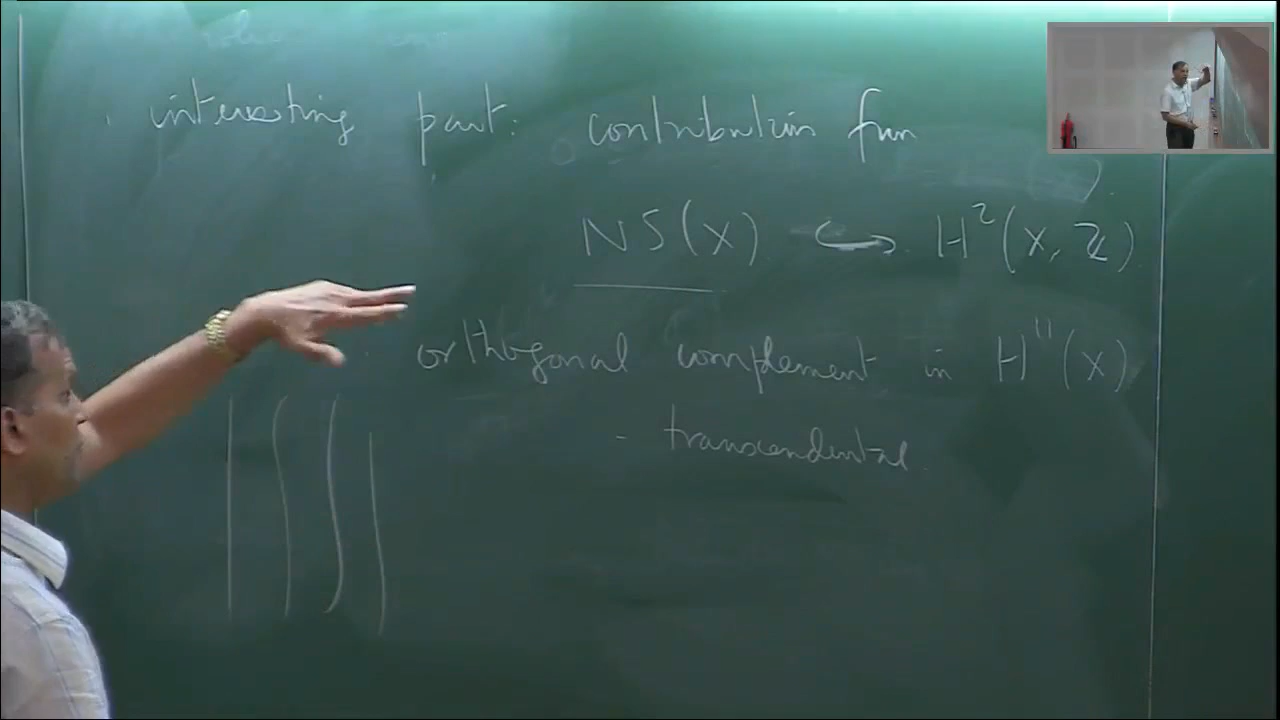 interesting part: contribution from
NS(X) ↪ H²(X, Z)
orthogonal complement in H¹¹(X)
- transcendental.